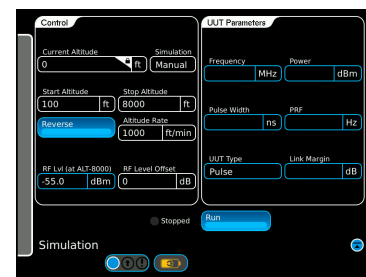 Control
Current Altitude
0
ft
Simulation
Manual
Start Altitude
100
ft
Stop Altitude
8000
ft
Reverse
Altitude Rate
1000
ft/min
RF Lvl (at ALT-8000)
-55.0
dBm
RF Level Offset
0
dB
Stopped
Simulation
UUT Parameters
Frequency
MHz
Power
dBm
Pulse Width
ns
PRF
Hz
UUT Type
Pulse
Link Margin
dB
Run